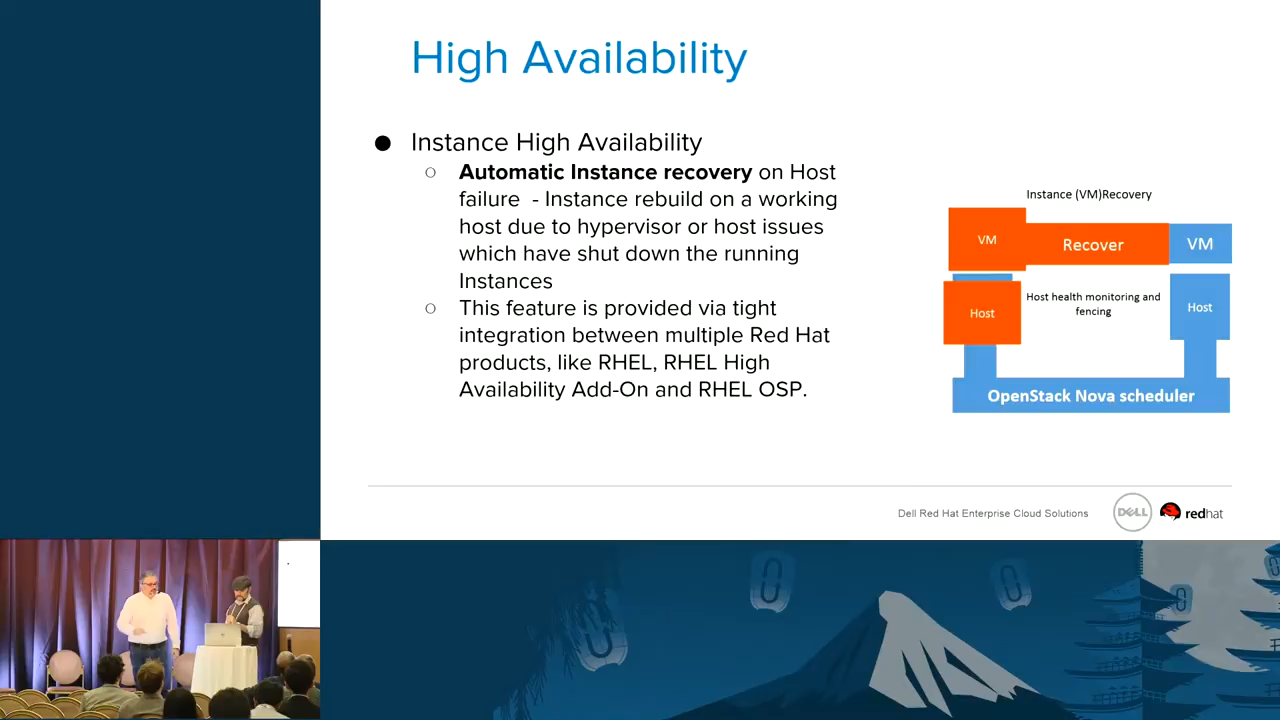 High Availability
● Instance High Availability
○ Automatic Instance recovery on Host
failure - Instance rebuild on a working
host due to hypervisor or host issues
which have shut down the running
Instances
○ This feature is provided via tight
integration between multiple Red Hat
products, like RHEL, RHEL High
Availability Add-On and RHEL OSP.
Instance (VM)Recovery
VM
Recover
VM
Host
Host health monitoring and
fencing
Host
OpenStack Nova scheduler
Dell Red Hat Enterprise Cloud Solutions
DELL
redhat